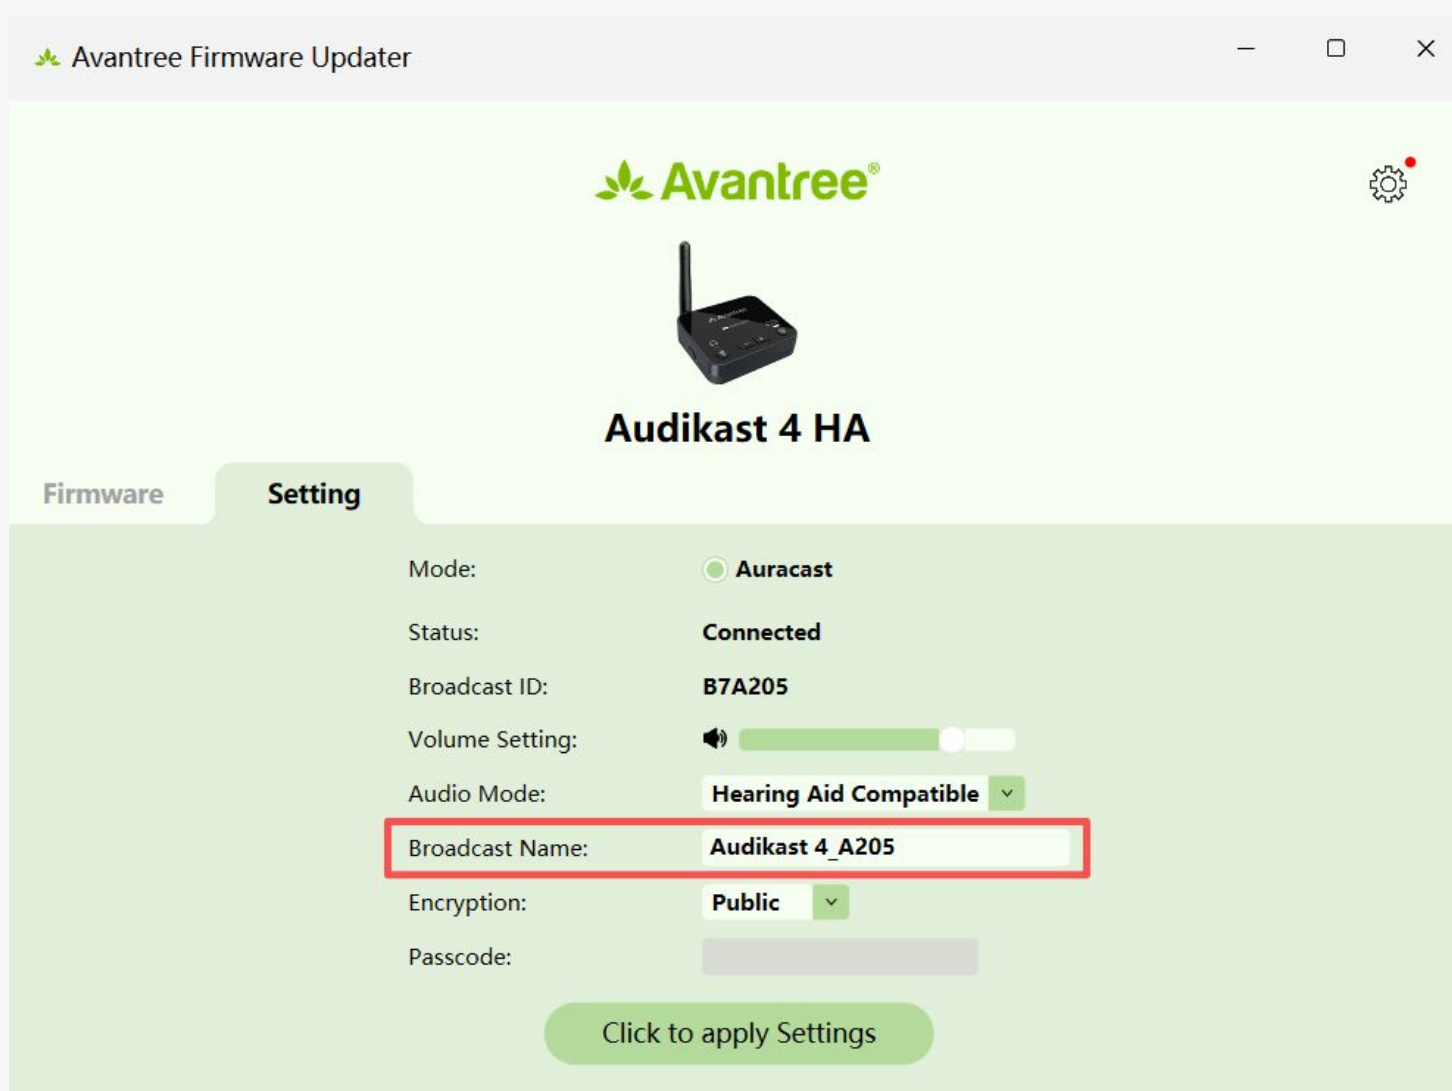 Avantree Firmware Updater
Avantree®
Audikast 4 HA
Firmware
Setting
Mode: Auracast
Status: Connected
Broadcast ID: B7A205
Volume Setting:
Audio Mode: Hearing Aid Compatible
Broadcast Name: Audikast 4_A205
Encryption: Public
Passcode:
Click to apply Settings